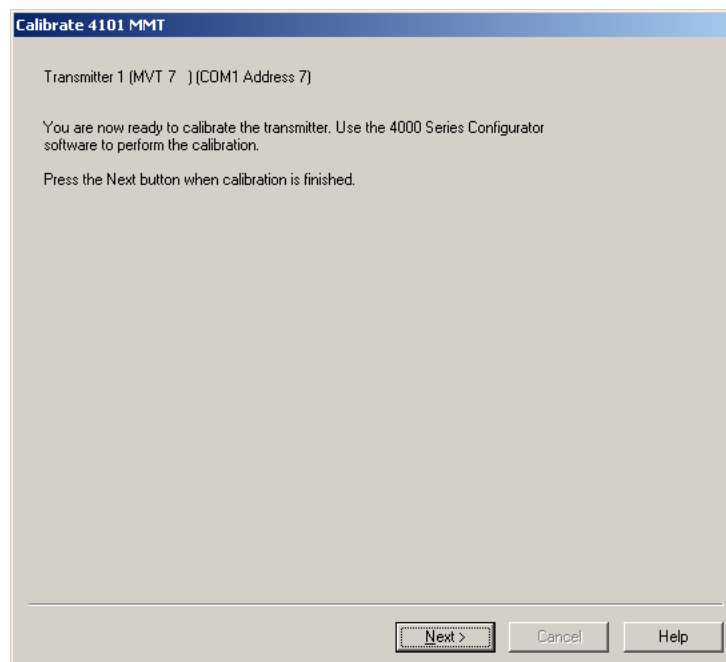 Calibrate 4101 MMT
Transmitter 1 (MVT 7   ) (COM1 Address 7)
You are now ready to calibrate the transmitter. Use the 4000 Series Configurator
software to perform the calibration.
Press the Next button when calibration is finished.
Next >
Cancel
Help